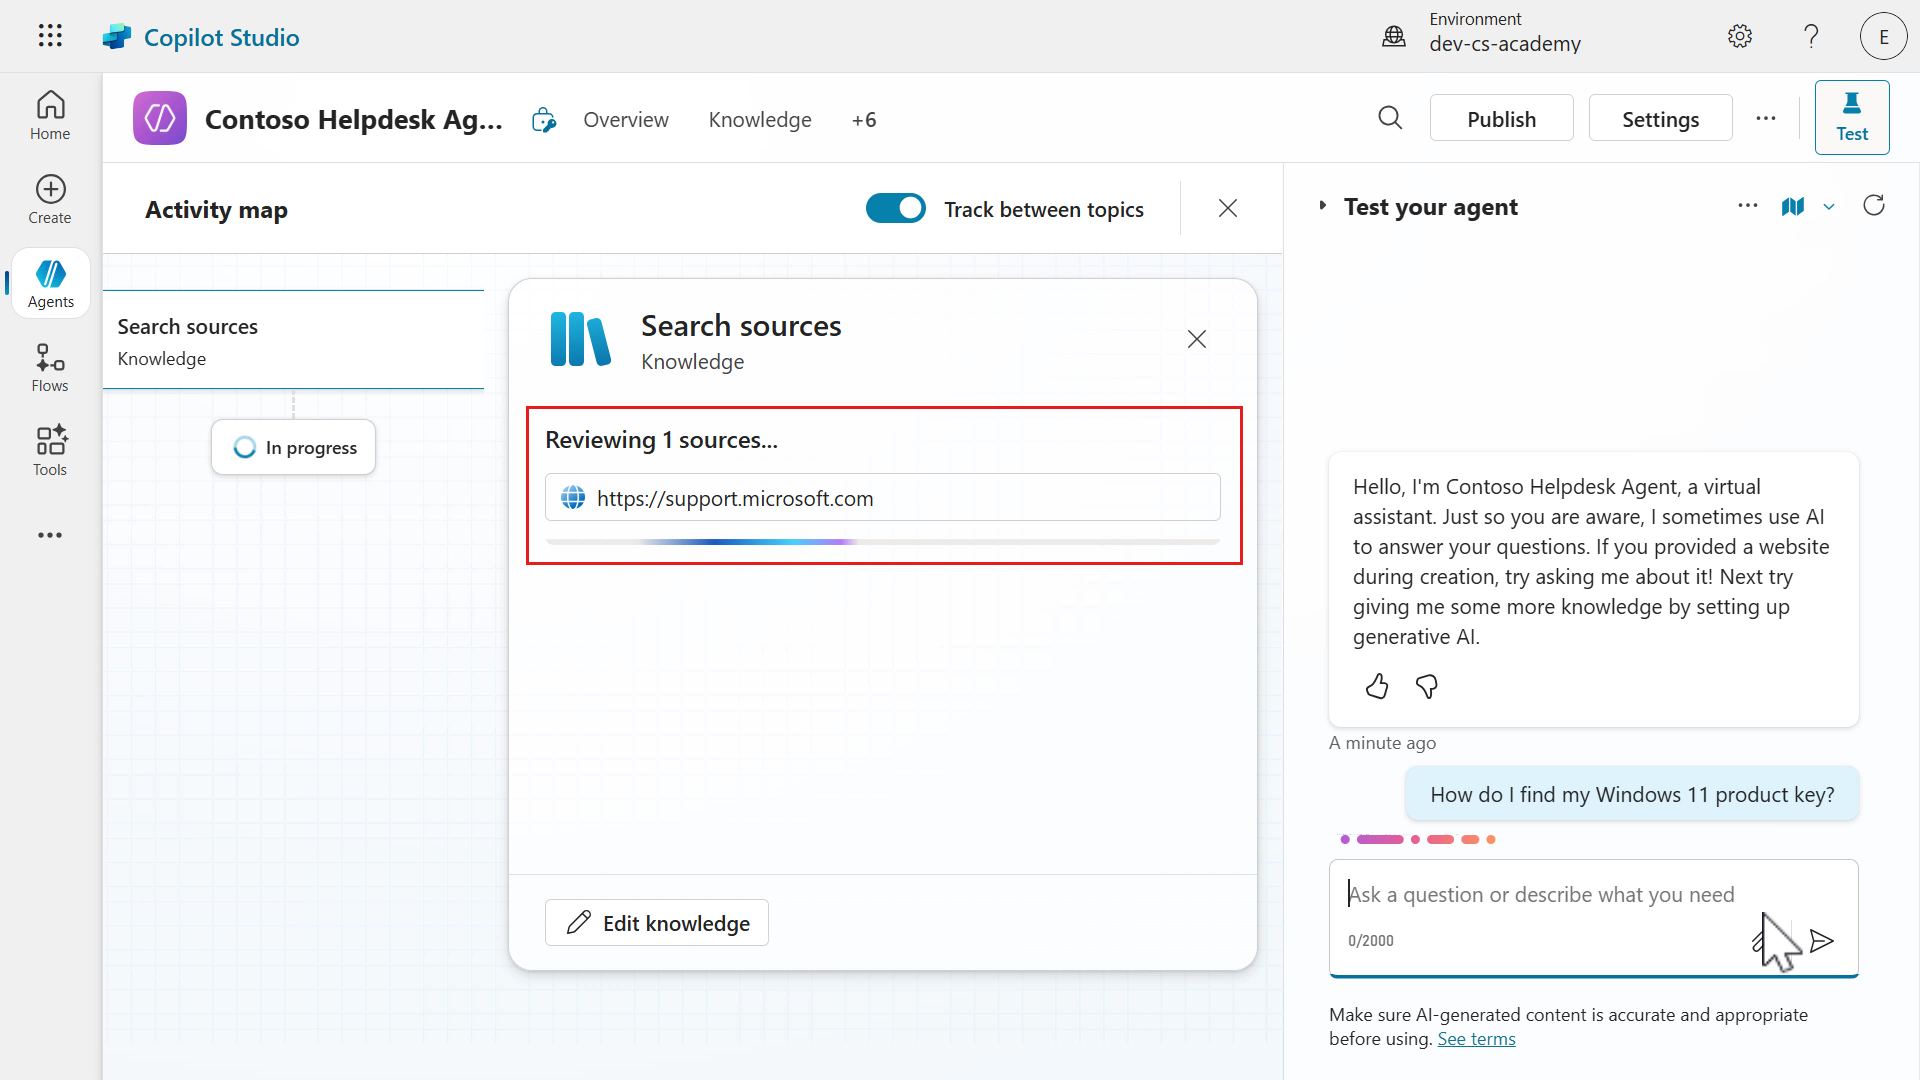 Copilot Studio
Environment
dev-cs-academy
E
Home
Create
Agents
Flows
Tools
Contoso Helpdesk Ag...
Overview
Knowledge
+6
Publish
Settings
Test
Activity map
Track between topics
Search sources
Knowledge
In progress
Search sources
Knowledge
Reviewing 1 sources...
https://support.microsoft.com
Edit knowledge
Test your agent
Hello, I'm Contoso Helpdesk Agent, a virtual
assistant. Just so you are aware, I sometimes use AI
to answer your questions. If you provided a website
during creation, try asking me about it! Next try
giving me some more knowledge by setting up
generative AI.
A minute ago
How do I find my Windows 11 product key?
Ask a question or describe what you need
0/2000
Make sure AI-generated content is accurate and appropriate
before using. See terms